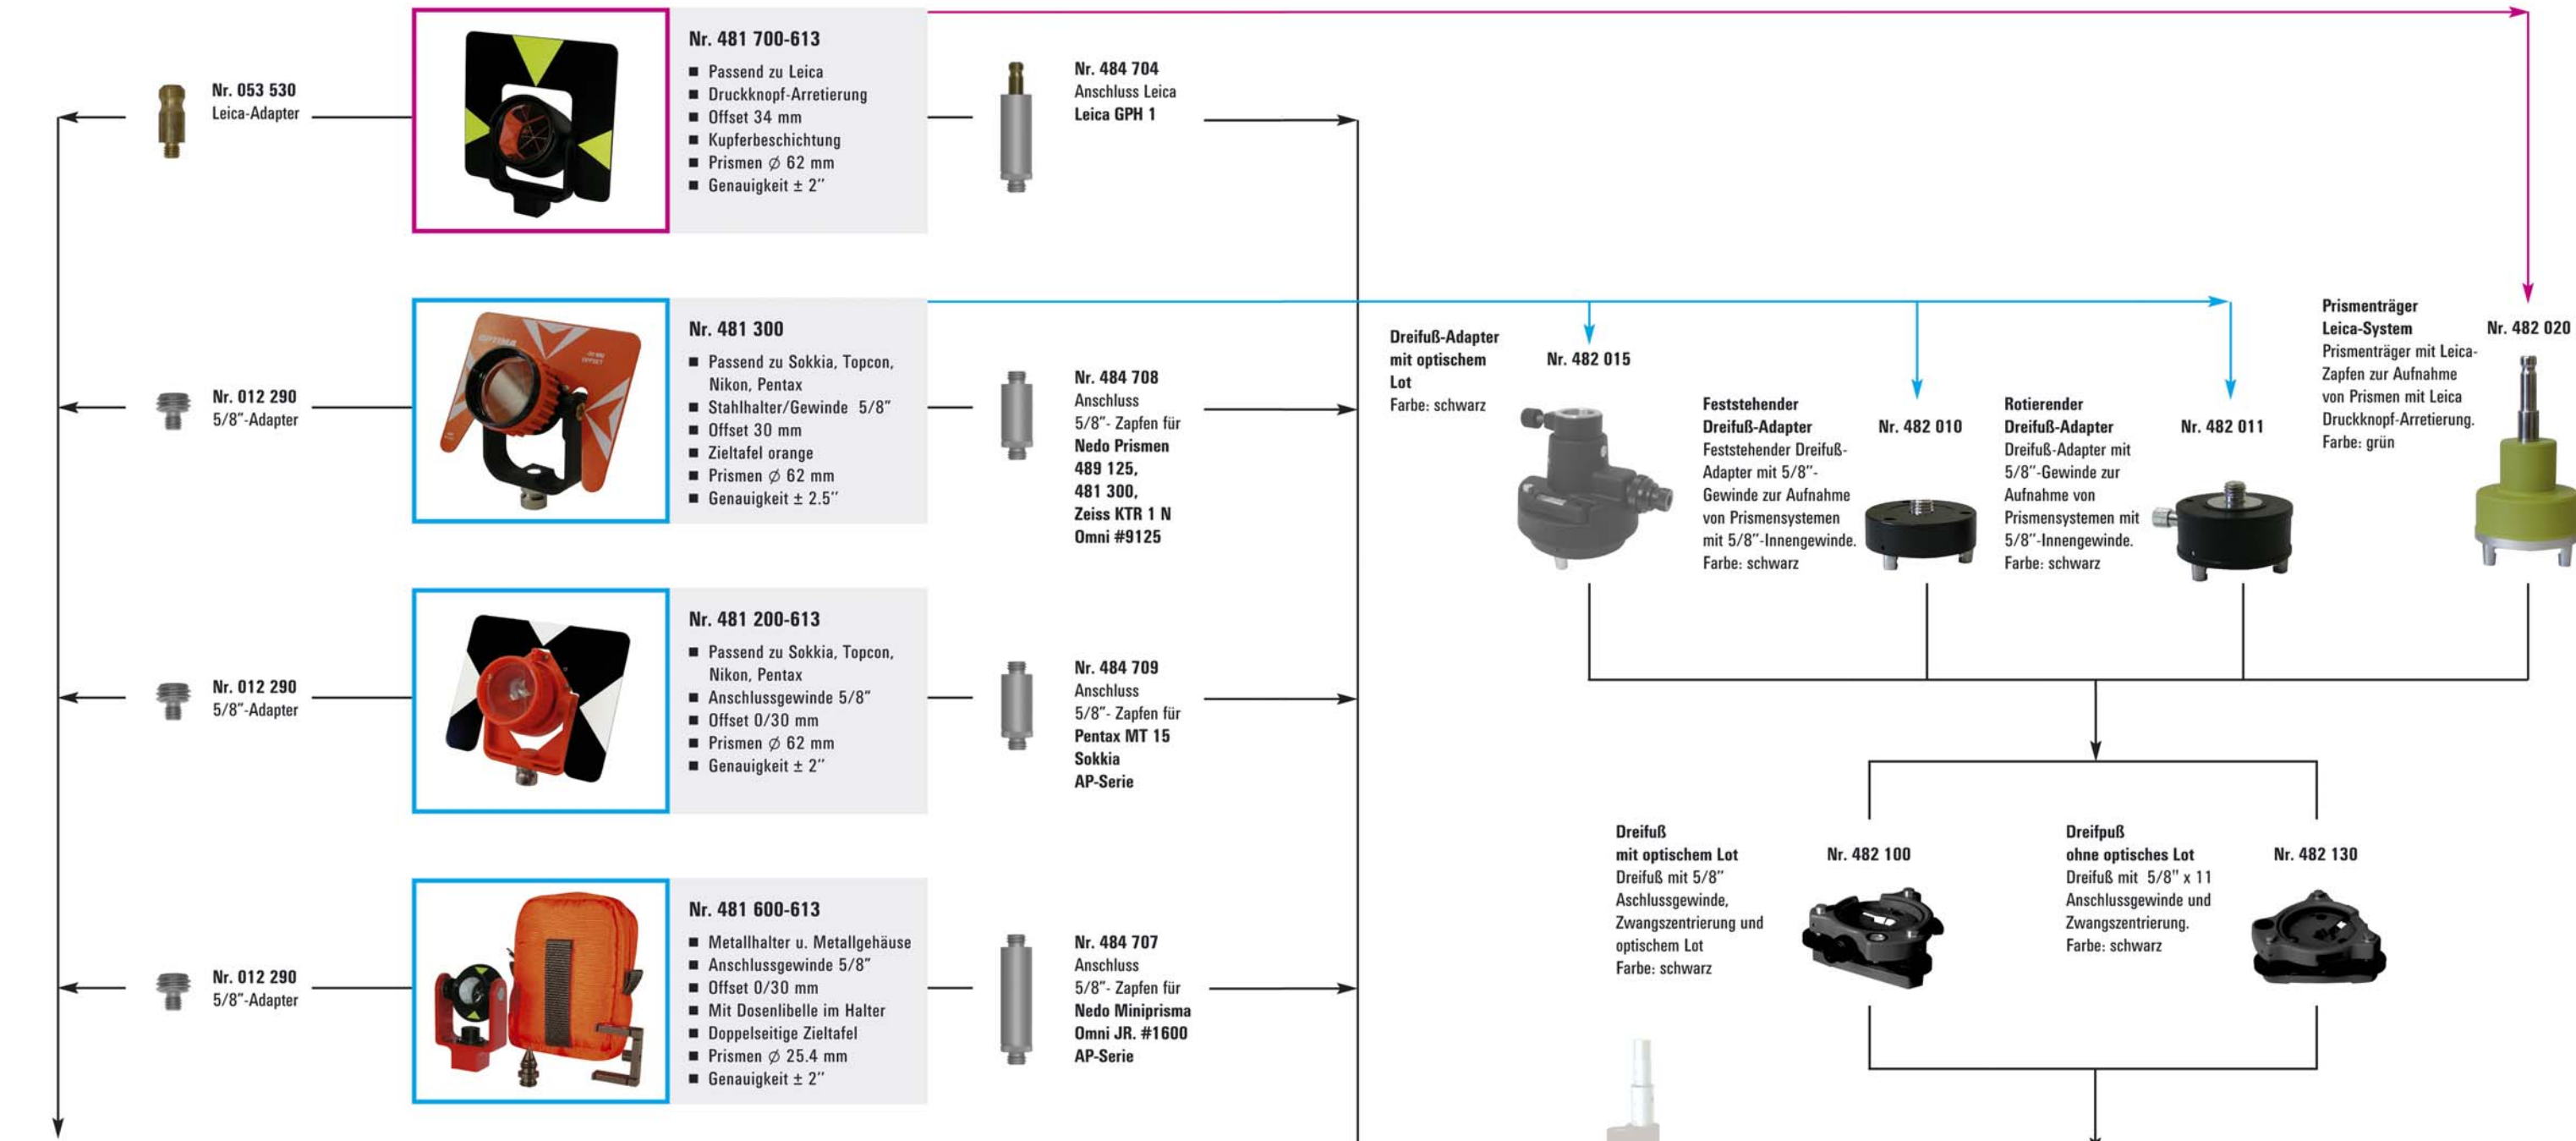 Nr. 053 530
Leica-Adapter
Nr. 481 700-613
■ Passend zu Leica
■ Druckknopf-Arretierung
■ Offset 34 mm
■ Kupferbeschichtung
■ Prismen ∅ 62 mm
■ Genauigkeit ± 2’’
Nr. 484 704
Anschluss Leica
Leica GPH 1
Nr. 012 290
5/8”-Adapter
OPTIMA
Nr. 481 300
■ Passend zu Sokkia, Topcon,
Nikon, Pentax
■ Stahlhalter/Gewinde 5/8”
■ Offset 30 mm
■ Zieltafel orange
■ Prismen ∅ 62 mm
■ Genauigkeit ± 2.5’’
Nr. 484 708
Anschluss
5/8”- Zapfen für
Nedo Prismen
489 125,
481 300,
Zeiss KTR 1 N
Omni #9125
Nr. 012 290
5/8”-Adapter
Nr. 481 200-613
■ Passend zu Sokkia, Topcon,
Nikon, Pentax
■ Anschlussgewinde 5/8”
■ Offset 0/30 mm
■ Prismen ∅ 62 mm
■ Genauigkeit ± 2’’
Nr. 484 709
Anschluss
5/8”- Zapfen für
Pentax MT 15
Sokkia
AP-Serie
Nr. 012 290
5/8”-Adapter
Nr. 481 600-613
■ Metallhalter u. Metallgehäuse
■ Anschlussgewinde 5/8”
■ Offset 0/30 mm
■ Mit Dosenlibelle im Halter
■ Doppelseitige Zieltafel
■ Prismen ∅ 25.4 mm
■ Genauigkeit ± 2’’
Nr. 484 707
Anschluss
5/8”- Zapfen für
Nedo Miniprisma
Omni JR. #1600
AP-Serie
Dreifuß-Adapter
mit optischem
Lot
Farbe: schwarz
Nr. 482 015
Feststehender
Dreifuß-Adapter
Feststehender Dreifuß-
Adapter mit 5/8”-
Gewinde zur Aufnahme
von Prismensystemen
mit 5/8”-Innengewinde.
Farbe: schwarz
Nr. 482 010
Rotierender
Dreifuß-Adapter
Dreifuß-Adapter mit
5/8”-Gewinde zur
Aufnahme von
Prismensystemen mit
5/8”-Innengewinde.
Farbe: schwarz
Nr. 482 011
Prismenträger
Leica-System
Prismenträger mit Leica-
Zapfen zur Aufnahme
von Prismen mit Leica
Druckknopf-Arretierung.
Farbe: grün
Nr. 482 020
Dreifuß
mit optischem Lot
Dreifuß mit 5/8”
Aschlussgewinde,
Zwangszentrierung und
optischem Lot
Farbe: schwarz
Nr. 482 100
Dreifpuß
ohne optisches Lot
Dreifuß mit 5/8" x 11
Anschlussgewinde und
Zwangszentrierung.
Farbe: schwarz
Nr. 482 130